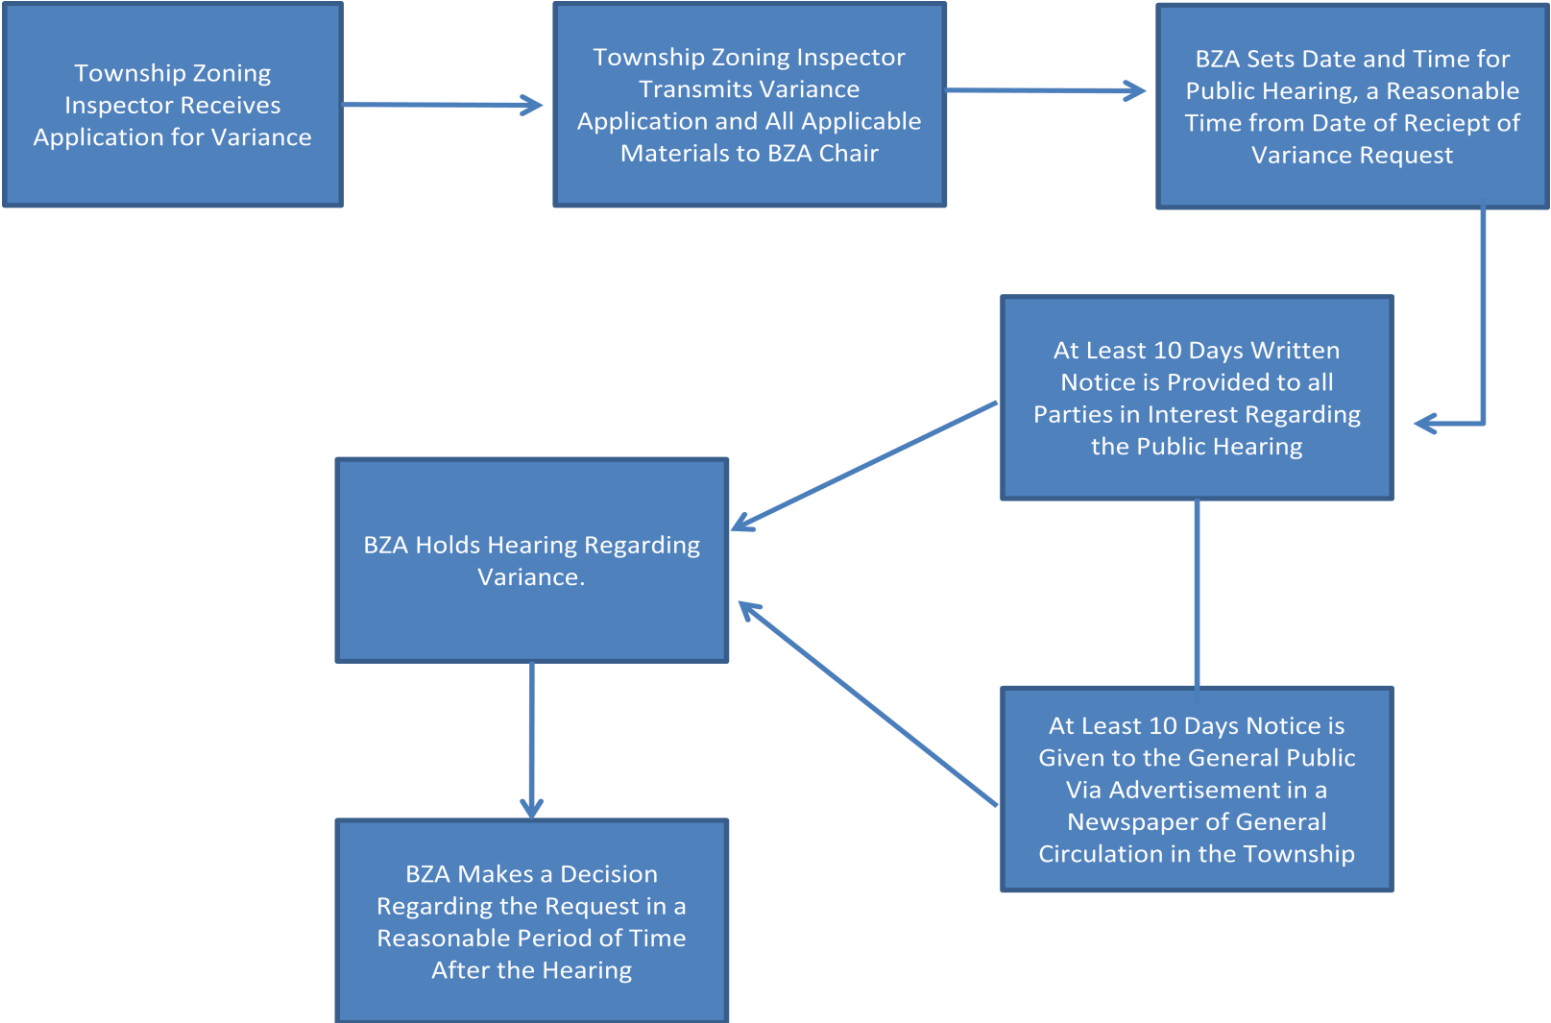 Township Zoning
Inspector Receives
Application for Variance
Township Zoning Inspector
Transmits Variance
Application and All Applicable
Materials to BZA Chair
BZA Sets Date and Time for
Public Hearing, a Reasonable
Time from Date of Reciept of
Variance Request
At Least 10 Days Written
Notice is Provided to all
Parties in Interest Regarding
the Public Hearing
At Least 10 Days Notice is
Given to the General Public
Via Advertisement in a
Newspaper of General
Circulation in the Township
BZA Holds Hearing Regarding
Variance.
BZA Makes a Decision
Regarding the Request in a
Reasonable Period of Time
After the Hearing